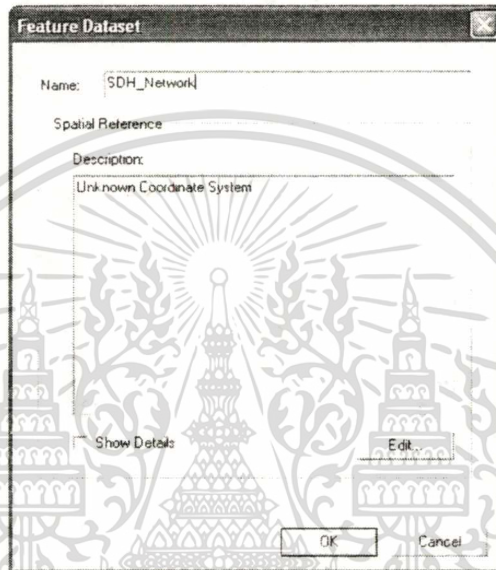 Feature Dataset
Name: SDH_Network
Spatial Reference
Description:
Unknown Coordinate System
Show Details
Edit...
OK
Cancel